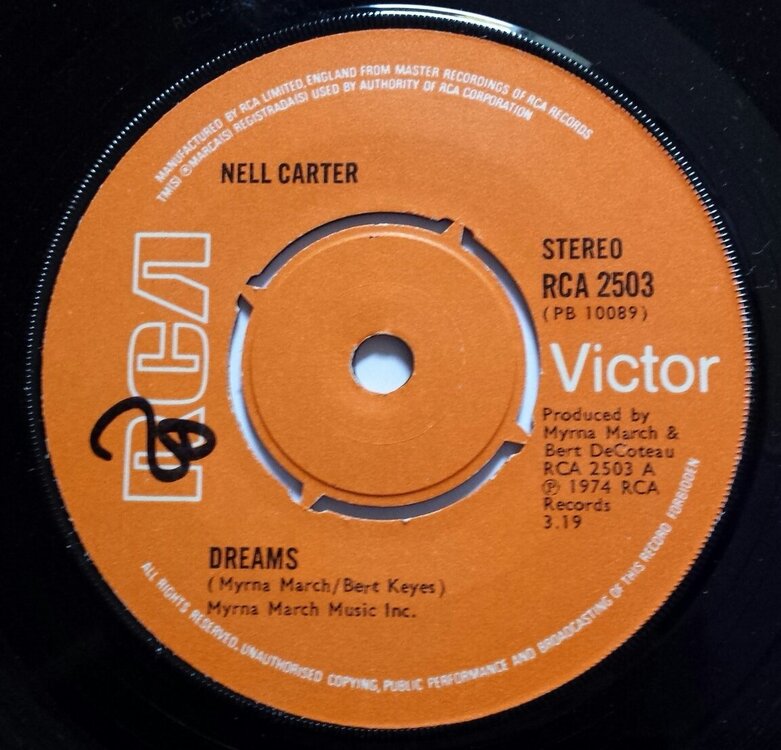 MANUFACTURED BY RCA LIMITED, ENGLAND FROM MASTER RECORDINGS OF RCA RECORDS
TM(S) ® MARCA(S) REGISTRADA(S) USED BY AUTHORITY OF RCA CORPORATION
NELL CARTER
RCA
STEREO
RCA 2503
(PB 10089)
Victor
Produced by
Myrna March &
Bert DeCoteau
RCA 2503 A
℗ 1974 RCA
Records
3.19
DREAMS
(Myrna March/Bert Keyes)
Myrna March Music Inc.
ALL RIGHTS RESERVED. UNAUTHORISED COPYING, PUBLIC PERFORMANCE AND BROADCASTING OF THIS RECORD FORBIDDEN